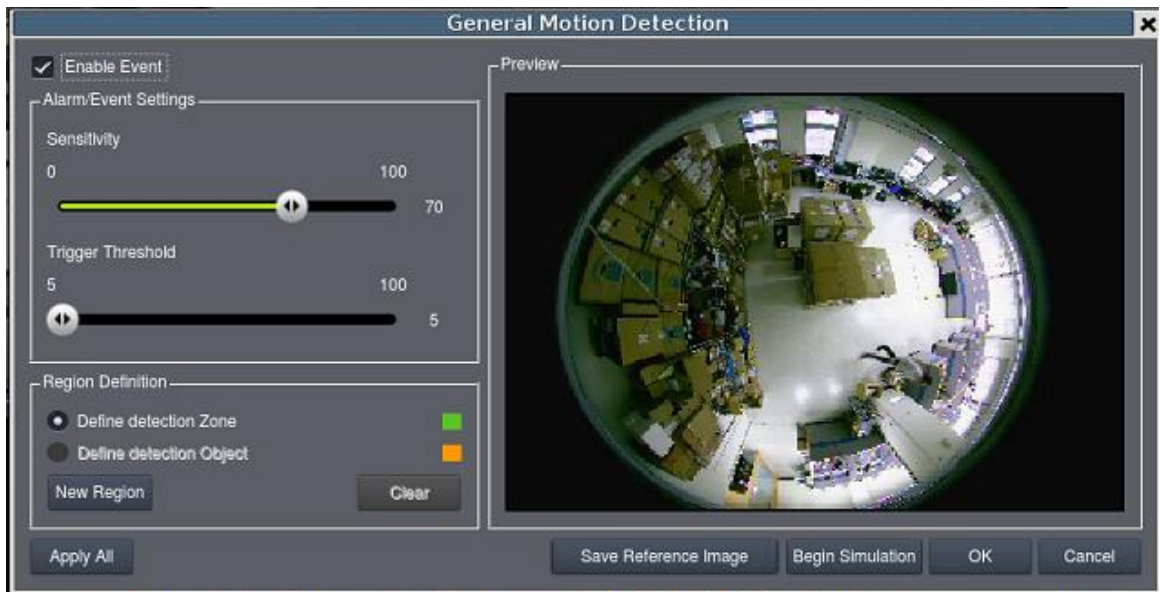 General Motion Detection
Enable Event
Alarm/Event Settings
Sensitivity
0 100
70
Trigger Threshold
5 100
5
Region Definition
Define detection Zone
Define detection Object
New Region Clear
Preview
Apply All Save Reference Image Begin Simulation OK Cancel